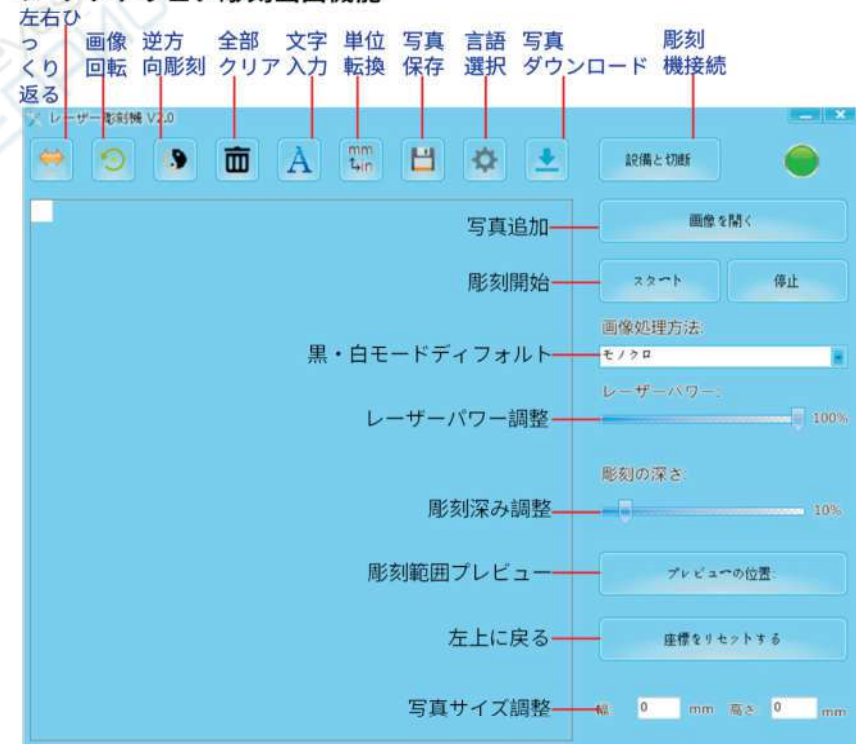 左右ひ
っ
くり
返る
画像
回転
逆方
向彫刻
全部
クリア
文字
入力
単位
転換
写真
保存
言語
選択
写真
ダウンロード
彫刻
機接続
レーザー彫刻機 V2.0
A
mm
in
設備と切断
写真追加
画像を開く
彫刻開始
スタート
停止
画像処理方法:
黒・白モードディフォルト
モノクロ
レーザーパワー:
レーザーパワー調整
100%
彫刻の深さ:
彫刻深み調整
10%
彫刻範囲プレビュー
プレビューの位置:
左上に戻る
座標をリセットする
写真サイズ調整
幅: 0 mm 高さ: 0 mm